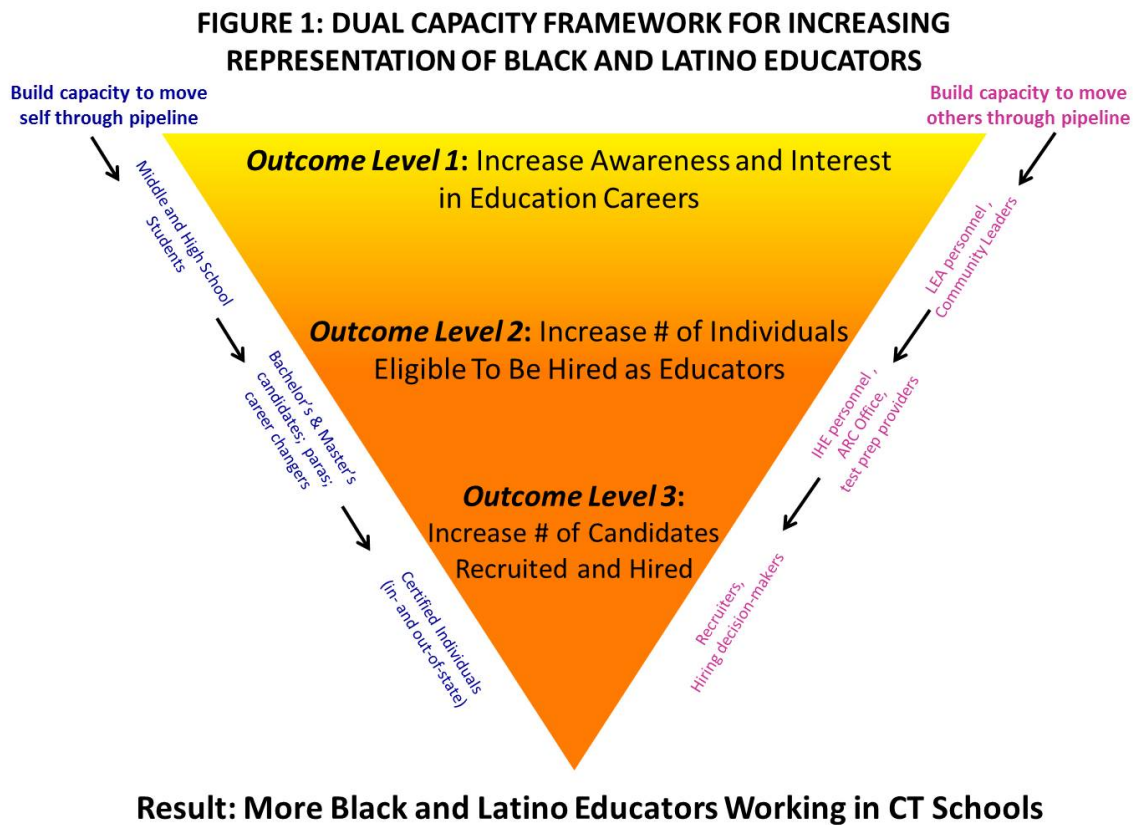 FIGURE 1: DUAL CAPACITY FRAMEWORK FOR INCREASING
REPRESENTATION OF BLACK AND LATINO EDUCATORS
Build capacity to move
self through pipeline
Build capacity to move
others through pipeline
Outcome Level 1: Increase Awareness and Interest
in Education Careers
Middle and High School
Students
LEA personnel ,
Community Leaders
Outcome Level 2: Increase # of Individuals
Eligible To Be Hired as Educators
Bachelor's & Master's
candidates; paras;
career changers
IHE personnel ,
ARC Office,
test prep providers
Outcome Level 3:
Increase # of Candidates
Recruited and Hired
Certified Individuals
(in- and out-of-state)
Recruiters,
Hiring decision-makers
Result: More Black and Latino Educators Working in CT Schools